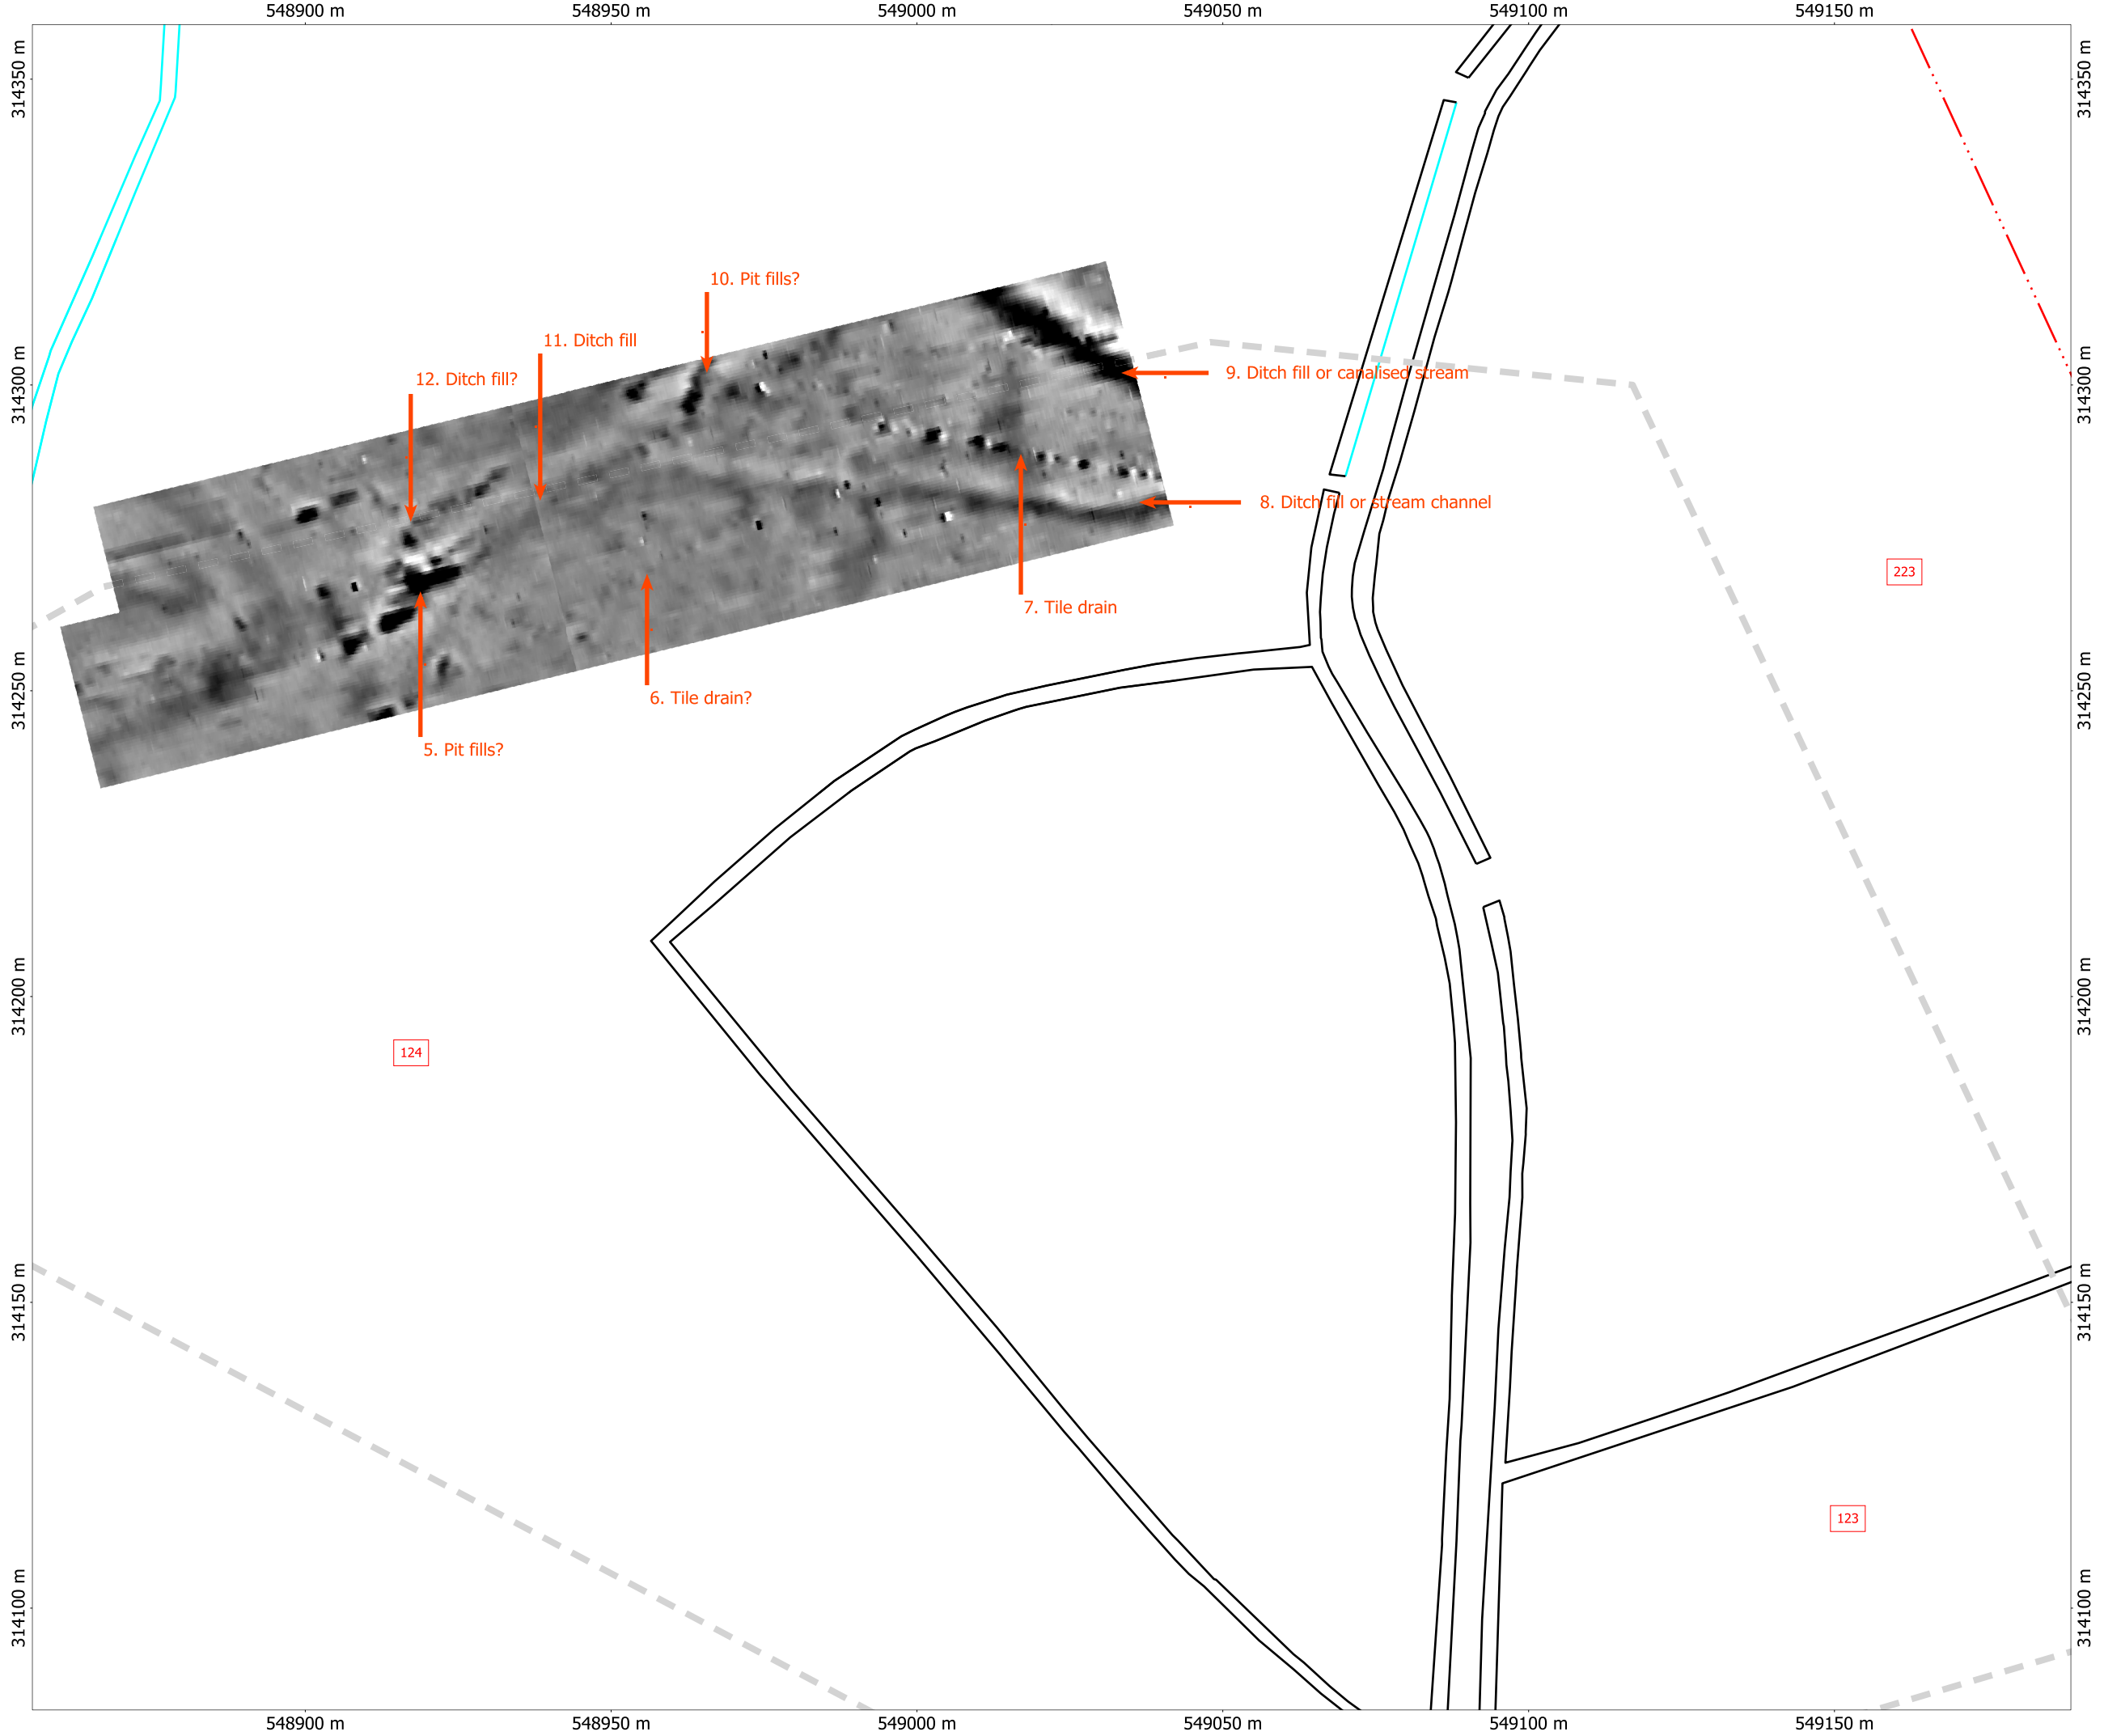 548900 m
548950 m
549000 m
549050 m
549100 m
549150 m
314350 m
314350 m
10. Pit fills?
11. Ditch fill
12. Ditch fill?
9. Ditch fill or canalised stream
314300 m
314300 m
8. Ditch fill or stream channel
223
7. Tile drain
6. Tile drain?
314250 m
314250 m
5. Pit fills?
314200 m
314200 m
124
314150 m
314150 m
123
314100 m
314100 m
548900 m
548950 m
549000 m
549050 m
549100 m
549150 m